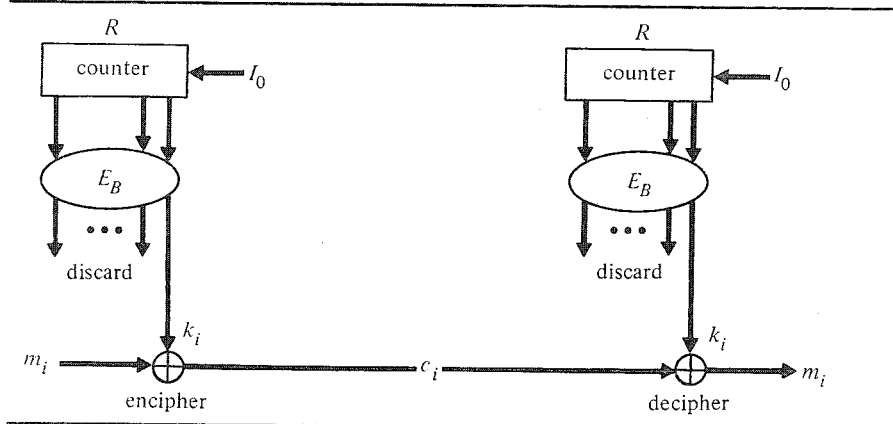 R
counter
I₀
E_B
• • •
discard
k_i
m_i
encipher
c_i
R
counter
I₀
E_B
• • •
discard
k_i
m_i
decipher